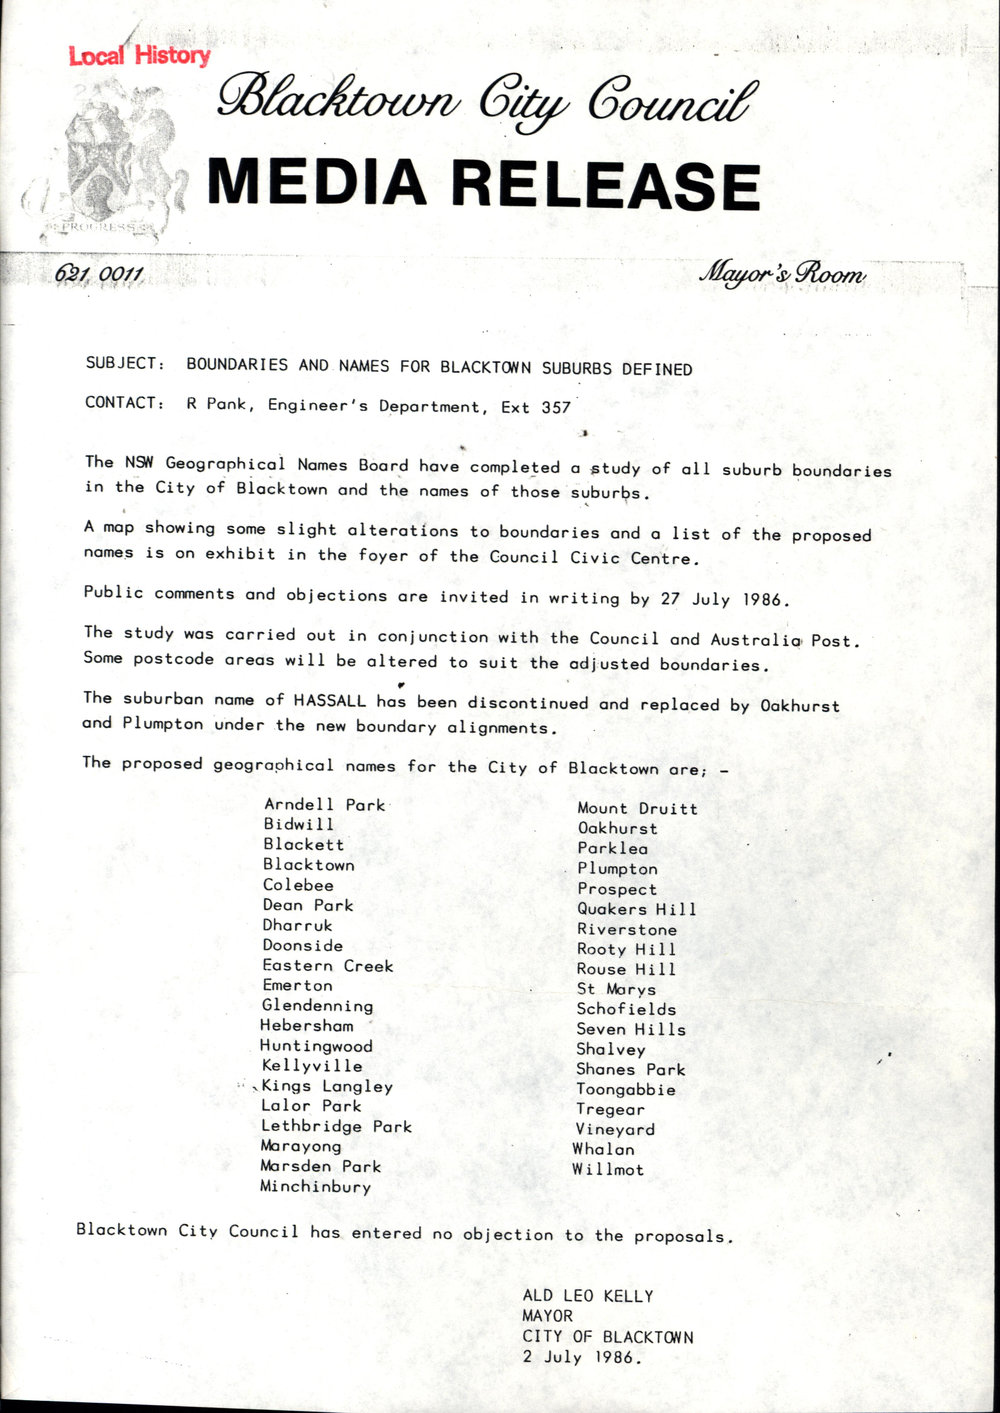 Local History
Blacktown City Council
MEDIA RELEASE
PROGRESS
621 0011
Mayor's Room
SUBJECT: BOUNDARIES AND NAMES FOR BLACKTOWN SUBURBS DEFINED
CONTACT: R Pank, Engineer's Department, Ext 357
The NSW Geographical Names Board have completed a study of all suburb boundaries
in the City of Blacktown and the names of those suburbs.
A map showing some slight alterations to boundaries and a list of the proposed
names is on exhibit in the foyer of the Council Civic Centre.
Public comments and objections are invited in writing by 27 July 1986.
The study was carried out in conjunction with the Council and Australia Post.
Some postcode areas will be altered to suit the adjusted boundaries.
The suburban name of HASSALL has been discontinued and replaced by Oakhurst
and Plumpton under the new boundary alignments.
The proposed geographical names for the City of Blacktown are; -
Arndell Park
Bidwill
Blackett
Blacktown
Colebee
Dean Park
Dharruk
Doonside
Eastern Creek
Emerton
Glendenning
Hebersham
Huntingwood
Kellyville
Kings Langley
Lalor Park
Lethbridge Park
Marayong
Marsden Park
Minchinbury
Mount Druitt
Oakhurst
Parklea
Plumpton
Prospect
Quakers Hill
Riverstone
Rooty Hill
Rouse Hill
St Marys
Schofields
Seven Hills
Shalvey
Shanes Park
Toongabbie
Tregear
Vineyard
Whalan
Willmot
Blacktown City Council has entered no objection to the proposals.
ALD LEO KELLY
MAYOR
CITY OF BLACKTOWN
2 July 1986.